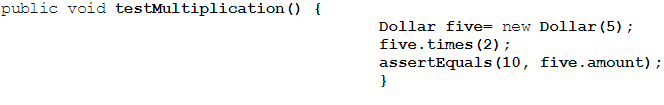 public void testMultiplication() {
Dollar five= new Dollar(5);
five.times(2);
assertEquals(10, five.amount);
}